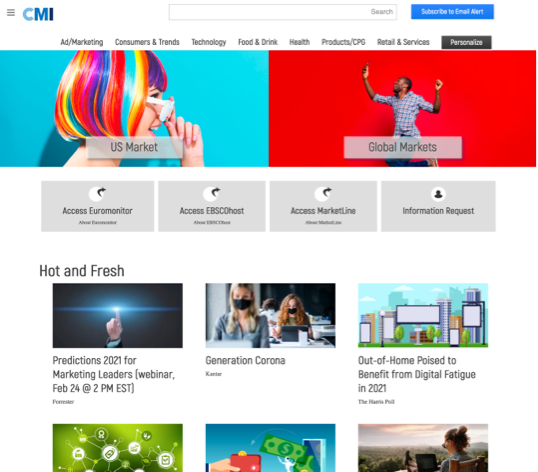 CMI
Search
Subscribe to Email Alert
Ad/Marketing Consumers & Trends Technology Food & Drink Health Products/CPG Retail & Services Personalize
US Market
Global Markets
Access Euromonitor
About Euromonitor
Access EBSCOhost
About EBSCOhost
Access MarketLine
About MarketLine
Information Request
Hot and Fresh
Predictions 2021 for
Marketing Leaders (webinar,
Feb 24 @ 2 PM EST)
Forrester
Generation Corona
Kantar
Out-of-Home Poised to
Benefit from Digital Fatigue
in 2021
The Harris Poll